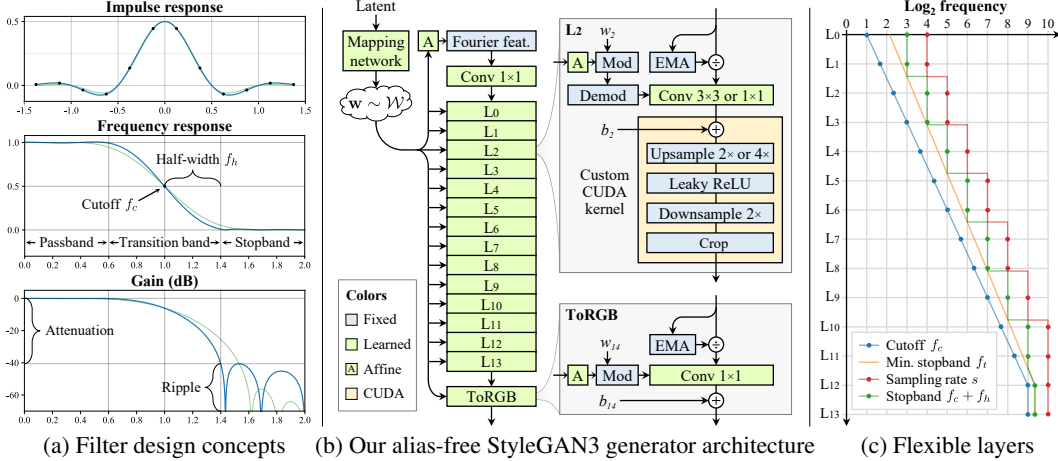 Impulse response
0.5
0.0
-1.5 -1.0 -0.5 0.0 0.5 1.0 1.5
Frequency response
1.0
0.5
0.0
Half-width f_h
Cutoff f_c
Passband
Transition band
Stopband
0.0 0.2 0.4 0.6 0.8 1.0 1.2 1.4 1.6 1.8 2.0
Gain (dB)
0
-20
-40
-60
Attenuation
Ripple
0.0 0.2 0.4 0.6 0.8 1.0 1.2 1.4 1.6 1.8 2.0
(a) Filter design concepts
Latent
Mapping
network
w ~ W
A
Fourier feat.
Conv 1×1
L0
L1
L2
L3
L4
L5
L6
L7
L8
L9
L10
L11
L12
L13
ToRGB
Colors
Fixed
Learned
A Affine
CUDA
L2
w2
A
Mod
EMA
÷
Demod
Conv 3×3 or 1×1
b2
+
Upsample 2× or 4×
Leaky ReLU
Downsample 2×
Crop
Custom
CUDA
kernel
ToRGB
w14
EMA
÷
A
Mod
Conv 1×1
b14
+
(b) Our alias-free StyleGAN3 generator architecture
Log2 frequency
0 1 2 3 4 5 6 7 8 9 10
L0
L1
L2
L3
L4
L5
L6
L7
L8
L9
L10
L11
L12
L13
Cutoff f_c
Min. stopband f_t
Sampling rate s
Stopband f_c + f_h
(c) Flexible layers